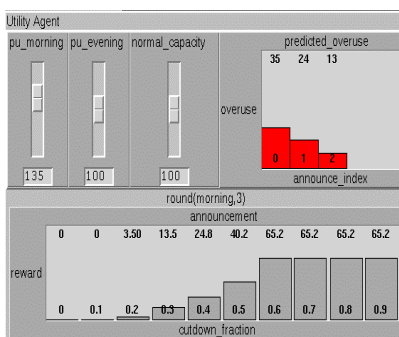 Utility Agent
pu_morning pu_evening normal_capacity
135 100 100
predicted_overuse
35 24 13
overuse
0 1 2
announce_index
round(morning,3)
announcement
0 0 3.50 13.5 24.8 40.2 65.2 65.2 65.2 65.2
reward
0 0.1 0.2 0.3 0.4 0.5 0.6 0.7 0.8 0.9
cutdown_fraction